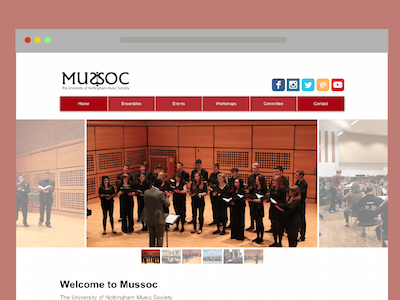 MUSSOC
The University of Nottingham Music Society
Home
Ensembles
Events
Workshops
Committee
Contact
Welcome to Mussoc
The University of Nottingham Music Society